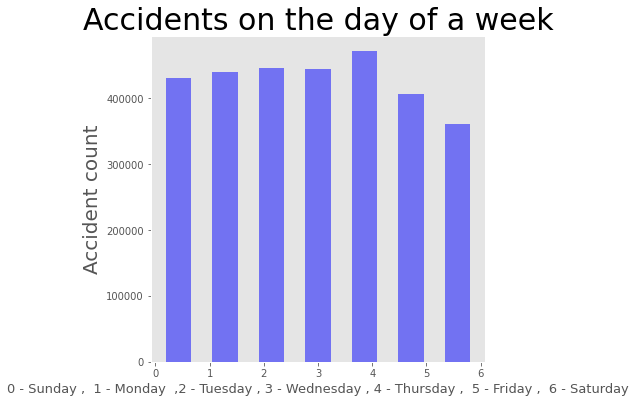 Accidents on the day of a week
Accident count
400000
300000
200000
100000
0
0 1 2 3 4 5 6
0 - Sunday ,  1 - Monday  ,2 - Tuesday , 3 - Wednesday , 4 - Thursday ,  5 - Friday ,  6 - Saturday